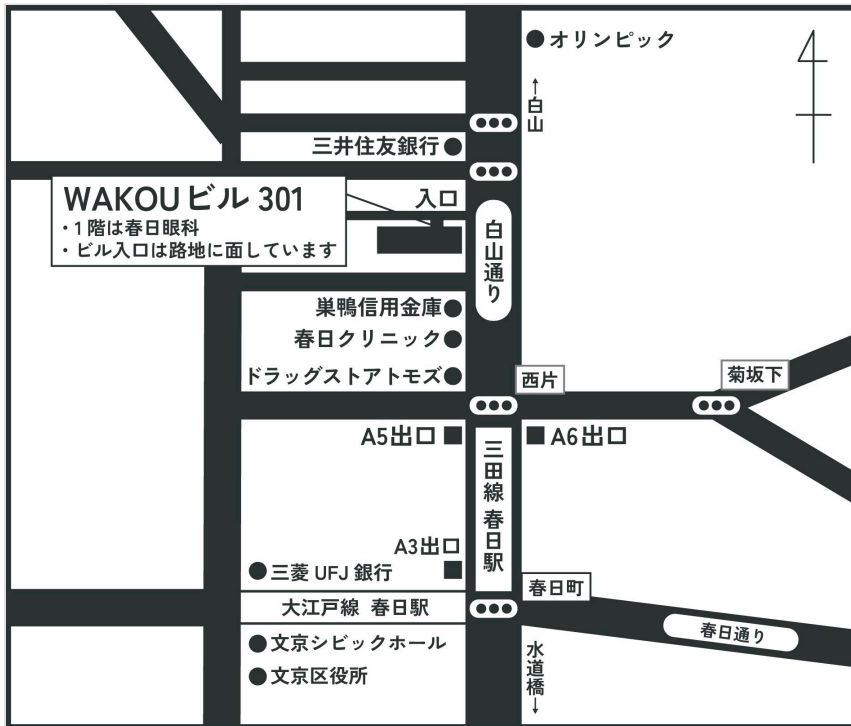 オリンピック
↑白山
三井住友銀行
WAKOUビル 301
・1階は春日眼科
・ビル入口は路地に面しています
入口
白山通り
巣鴨信用金庫
春日クリニック
ドラッグストアトモズ
西片
菊坂下
A5出口
A6出口
三田線 春日駅
A3出口
三菱UFJ銀行
春日町
大江戸線 春日駅
春日通り
文京シビックホール
文京区役所
水道橋↓